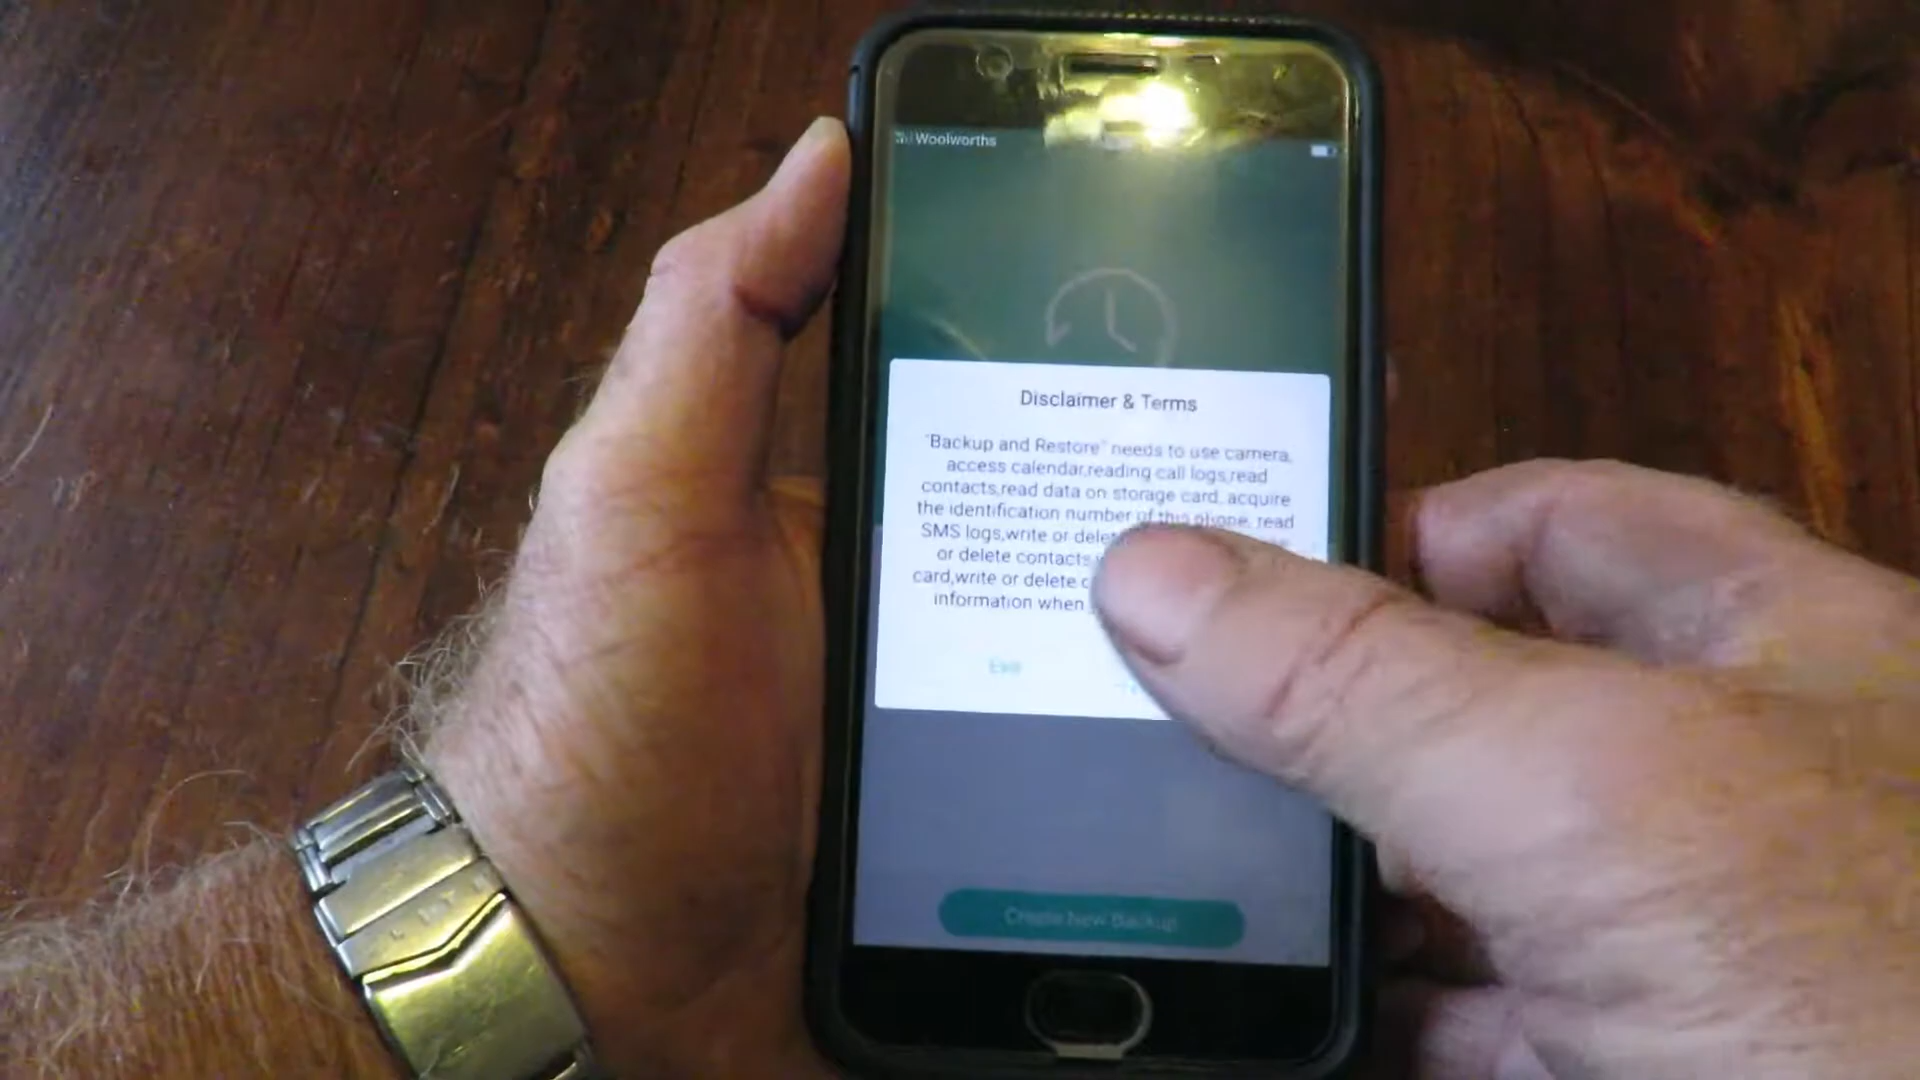 Woolworths
Disclaimer & Terms
"Backup and Restore" needs to use camera,
access calendar,reading call logs,read
contacts,read data on storage card, acquire
the identification number of this phone, read
SMS logs,write or delet
or delete contacts
card,write or delete c
information when
Exit
Create New Backup